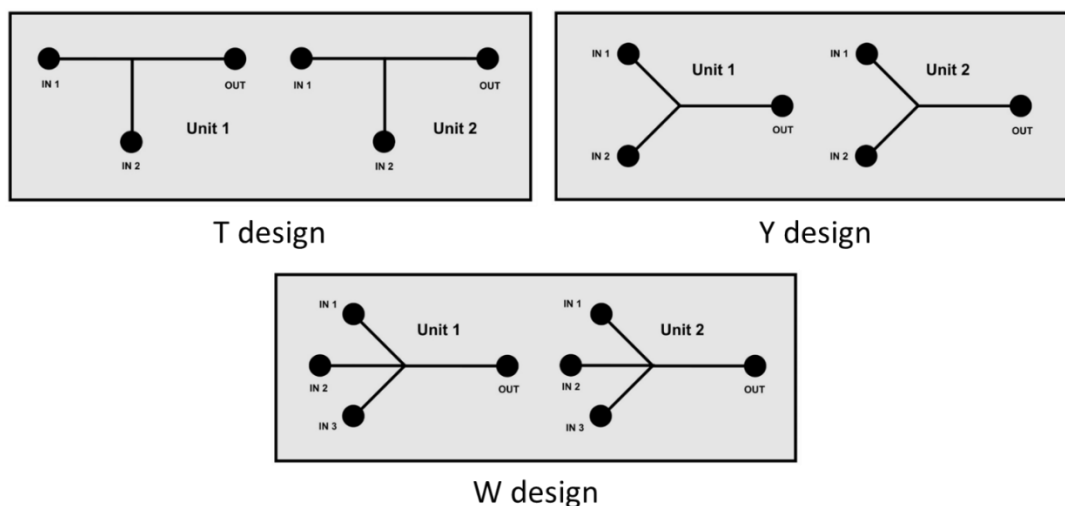 IN 1
OUT
IN 2
Unit 1
IN 1
OUT
IN 2
Unit 2
T design
IN 1
Unit 1
OUT
IN 2
IN 1
Unit 2
OUT
IN 2
Y design
IN 1
Unit 1
IN 2
OUT
IN 3
IN 1
Unit 2
IN 2
OUT
IN 3
W design